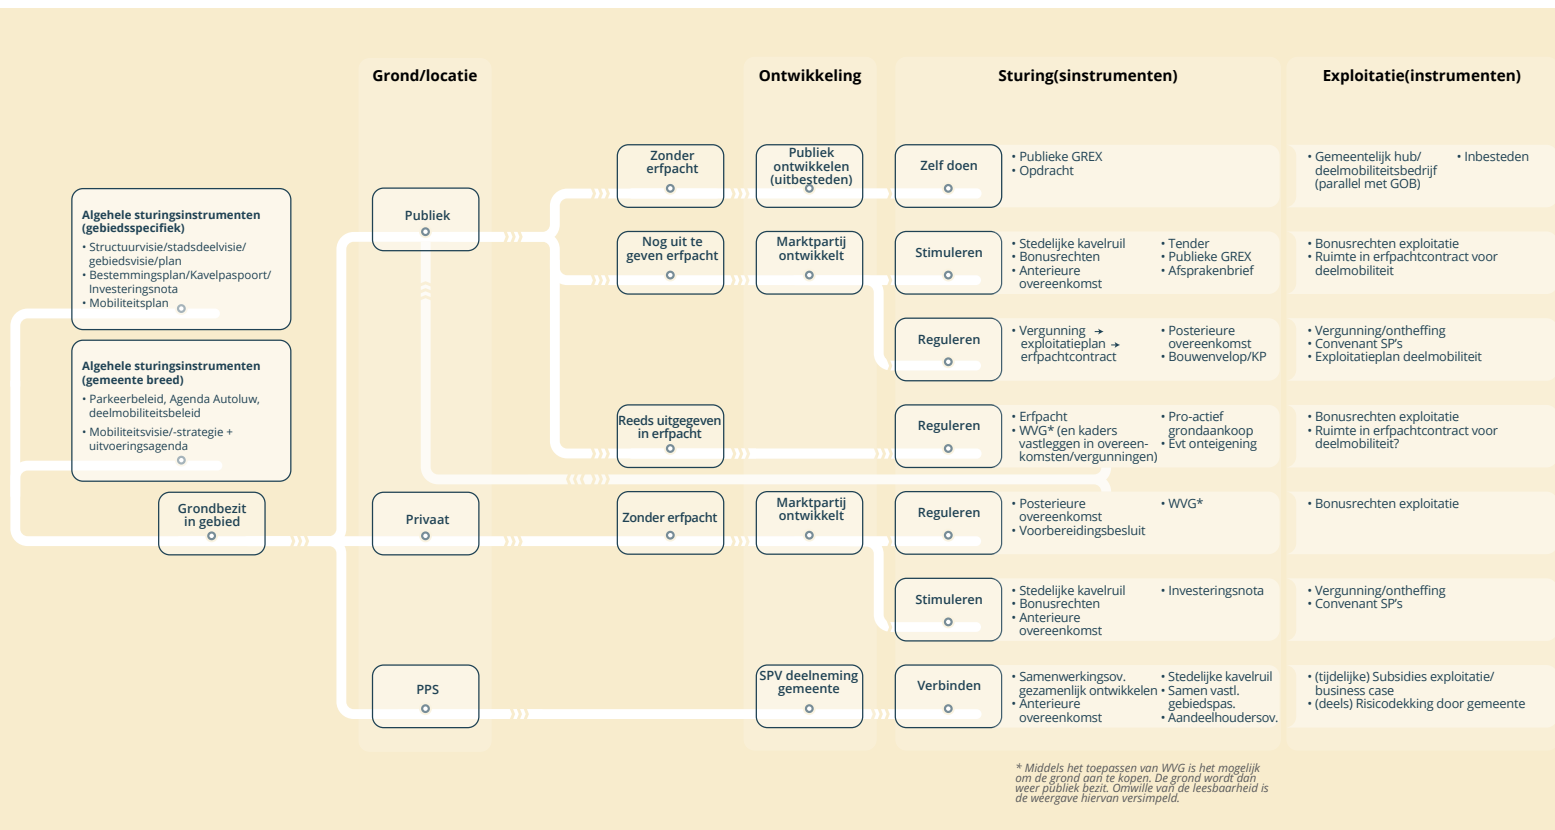 Grond/locatie
Ontwikkeling
Sturing(sinstrumenten)
Exploitatie(instrumenten)
Algehele sturingsinstrumenten
(gebiedsspecifiek)
• Structuurvisie/stadsdeelvisie/
gebiedsvisie/plan
• Bestemmingsplan/Kavelpaspoort/
Investeringsnota
• Mobiliteitsplan
Algehele sturingsinstrumenten
(gemeente breed)
• Parkeerbeleid, Agenda Autoluw,
deelmobiliteitsbeleid
• Mobiliteitsvisie/-strategie +
uitvoeringsagenda
Grondbezit
in gebied
Publiek
Privaat
PPS
Zonder
erfpacht
Publiek
ontwikkelen
(uitbesteden)
Zelf doen
• Publieke GREX
• Opdracht
• Gemeentelijk hub/
deelmobiliteitsbedrijf
(parallel met GOB)
• Inbesteden
Nog uit te
geven erfpacht
Marktpartij
ontwikkelt
Stimuleren
• Stedelijke kavelruil
• Bonusrechten
• Anterieure
overeenkomst
• Tender
• Publieke GREX
• Afsprakenbrief
• Bonusrechten exploitatie
• Ruimte in erfpachtcontract voor
deelmobiliteit
Reguleren
• Vergunning ➔
exploitatieplan ➔
erfpachtcontract
• Posterieure
overeenkomst
• Bouwenvelop/KP
• Vergunning/ontheffing
• Convenant SP's
• Exploitatieplan deelmobiliteit
Reeds uitgegeven
in erfpacht
Reguleren
• Erfpacht
• WVG* (en kaders
vastleggen in overeen-
komsten/vergunningen)
• Pro-actief
grondaankoop
• Evt onteigening
• Bonusrechten exploitatie
• Ruimte in erfpachtcontract voor
deelmobiliteit?
Zonder erfpacht
Marktpartij
ontwikkelt
Reguleren
• Posterieure
overeenkomst
• Voorbereidingsbesluit
• WVG*
• Bonusrechten exploitatie
Stimuleren
• Stedelijke kavelruil
• Bonusrechten
• Anterieure
overeenkomst
• Investeringsnota
• Vergunning/ontheffing
• Convenant SP's
SPV deelneming
gemeente
Verbinden
• Samenwerkingsov.
gezamenlijk ontwikkelen
• Anterieure
overeenkomst
• Stedelijke kavelruil
• Samen vastl.
gebiedspas.
• Aandeelhoudersov.
• (tijdelijke) Subsidies exploitatie/
business case
• (deels) Risicodekking door gemeente
* Middels het toepassen van WVG is het mogelijk
om de grond aan te kopen. De grond wordt dan
weer publiek bezit. Omwille van de leesbaarheid is
de weergave hiervan versimpeld.